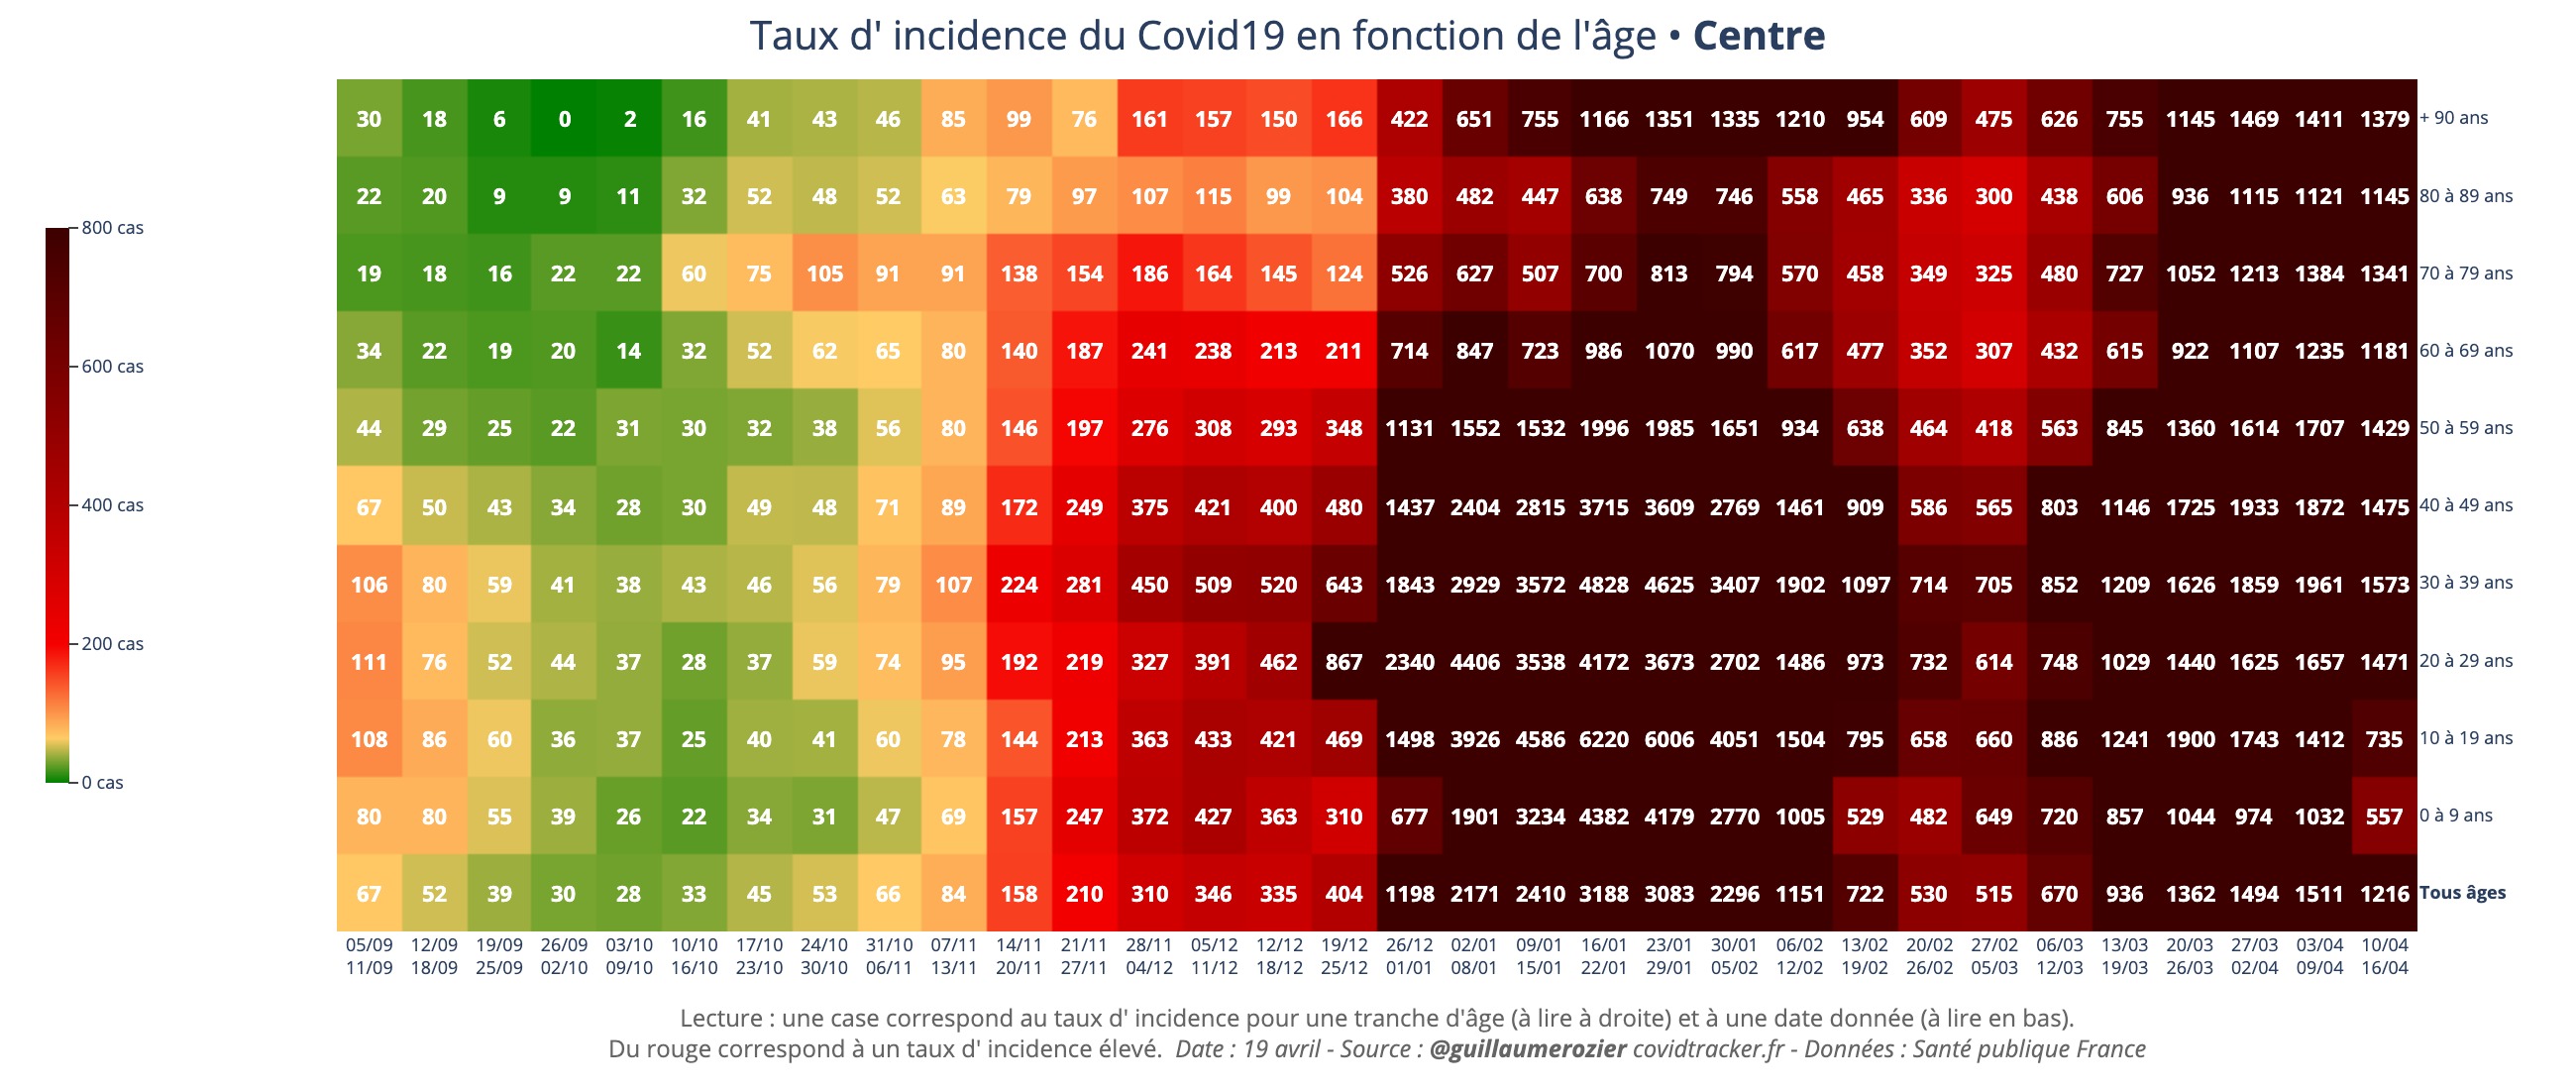 Taux d' incidence du Covid19 en fonction de l'âge • Centre
30 18 6 0 2 16 41 43 46 85 99 76 161 157 150 166 422 651 755 1166 1351 1335 1210 954 609 475 626 755 1145 1469 1411 1379 + 90 ans
22 20 9 9 11 32 52 48 52 63 79 97 107 115 99 104 380 482 447 638 749 746 558 465 336 300 438 606 936 1115 1121 1145 80 à 89 ans
800 cas
19 18 16 22 22 60 75 105 91 91 138 154 186 164 145 124 526 627 507 700 813 794 570 458 349 325 480 727 1052 1213 1384 1341 70 à 79 ans
34 22 19 20 14 32 52 62 65 80 140 187 241 238 213 211 714 847 723 986 1070 990 617 477 352 307 432 615 922 1107 1235 1181 60 à 69 ans
600 cas
44 29 25 22 31 30 32 38 56 80 146 197 276 308 293 348 1131 1552 1532 1996 1985 1651 934 638 464 418 563 845 1360 1614 1707 1429 50 à 59 ans
400 cas
67 50 43 34 28 30 49 48 71 89 172 249 375 421 400 480 1437 2404 2815 3715 3609 2769 1461 909 586 565 803 1146 1725 1933 1872 1475 40 à 49 ans
106 80 59 41 38 43 46 56 79 107 224 281 450 509 520 643 1843 2929 3572 4828 4625 3407 1902 1097 714 705 852 1209 1626 1859 1961 1573 30 à 39 ans
200 cas
111 76 52 44 37 28 37 59 74 95 192 219 327 391 462 867 2340 4406 3538 4172 3673 2702 1486 973 732 614 748 1029 1440 1625 1657 1471 20 à 29 ans
108 86 60 36 37 25 40 41 60 78 144 213 363 433 421 469 1498 3926 4586 6220 6006 4051 1504 795 658 660 886 1241 1900 1743 1412 735 10 à 19 ans
0 cas
80 80 55 39 26 22 34 31 47 69 157 247 372 427 363 310 677 1901 3234 4382 4179 2770 1005 529 482 649 720 857 1044 974 1032 557 0 à 9 ans
67 52 39 30 28 33 45 53 66 84 158 210 310 346 335 404 1198 2171 2410 3188 3083 2296 1151 722 530 515 670 936 1362 1494 1511 1216 Tous âges
05/09 12/09 19/09 26/09 03/10 10/10 17/10 24/10 31/10 07/11 14/11 21/11 28/11 05/12 12/12 19/12 26/12 02/01 09/01 16/01 23/01 30/01 06/02 13/02 20/02 27/02 06/03 13/03 20/03 27/03 03/04 10/04
11/09 18/09 25/09 02/10 09/10 16/10 23/10 30/10 06/11 13/11 20/11 27/11 04/12 11/12 18/12 25/12 01/01 08/01 15/01 22/01 29/01 05/02 12/02 19/02 26/02 05/03 12/03 19/03 26/03 02/04 09/04 16/04
Lecture : une case correspond au taux d' incidence pour une tranche d'âge (à lire à droite) et à une date donnée (à lire en bas).
Du rouge correspond à un taux d' incidence élevé. Date : 19 avril - Source : @guillaumerozier covidtracker.fr - Données : Santé publique France